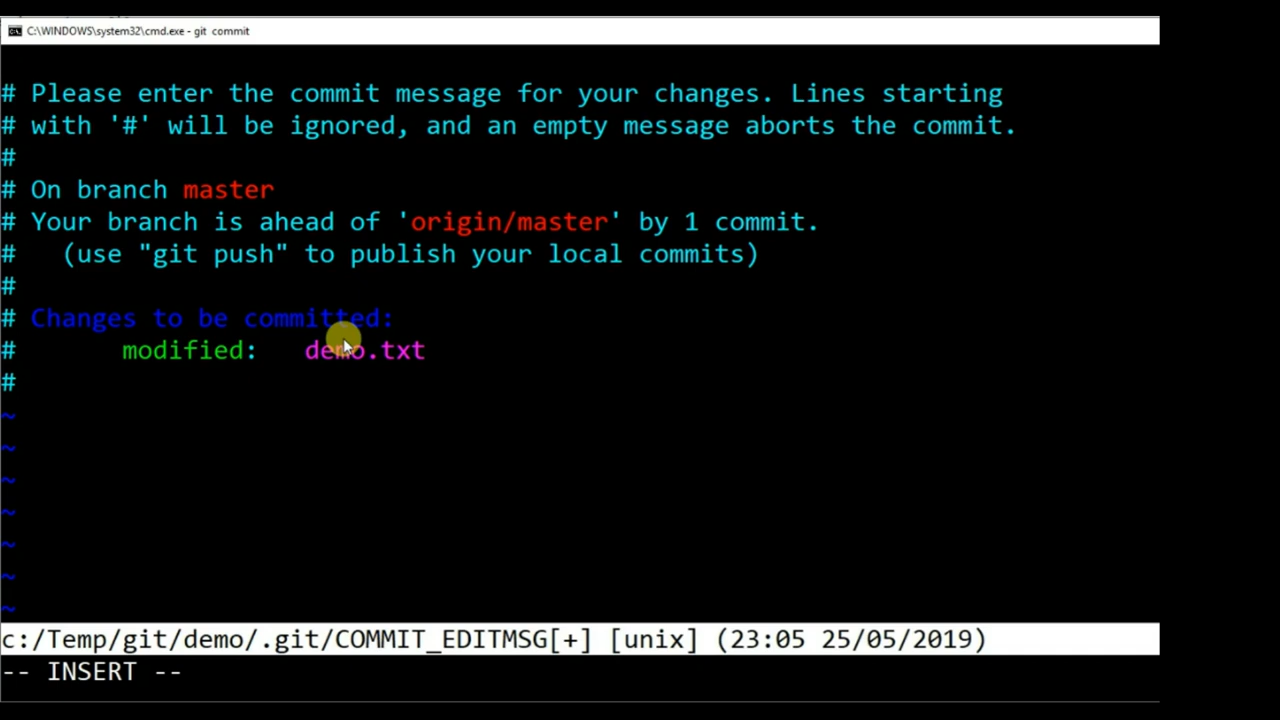 C:\WINDOWS\system32\cmd.exe - git commit
# Please enter the commit message for your changes. Lines starting
# with '#' will be ignored, and an empty message aborts the commit.
#
# On branch master
# Your branch is ahead of 'origin/master' by 1 commit.
#   (use "git push" to publish your local commits)
#
# Changes to be committed:
#       modified:   demo.txt
#
~
~
~
~
~
~
~
c:/Temp/git/demo/.git/COMMIT_EDITMSG[+] [unix] (23:05 25/05/2019)
-- INSERT --